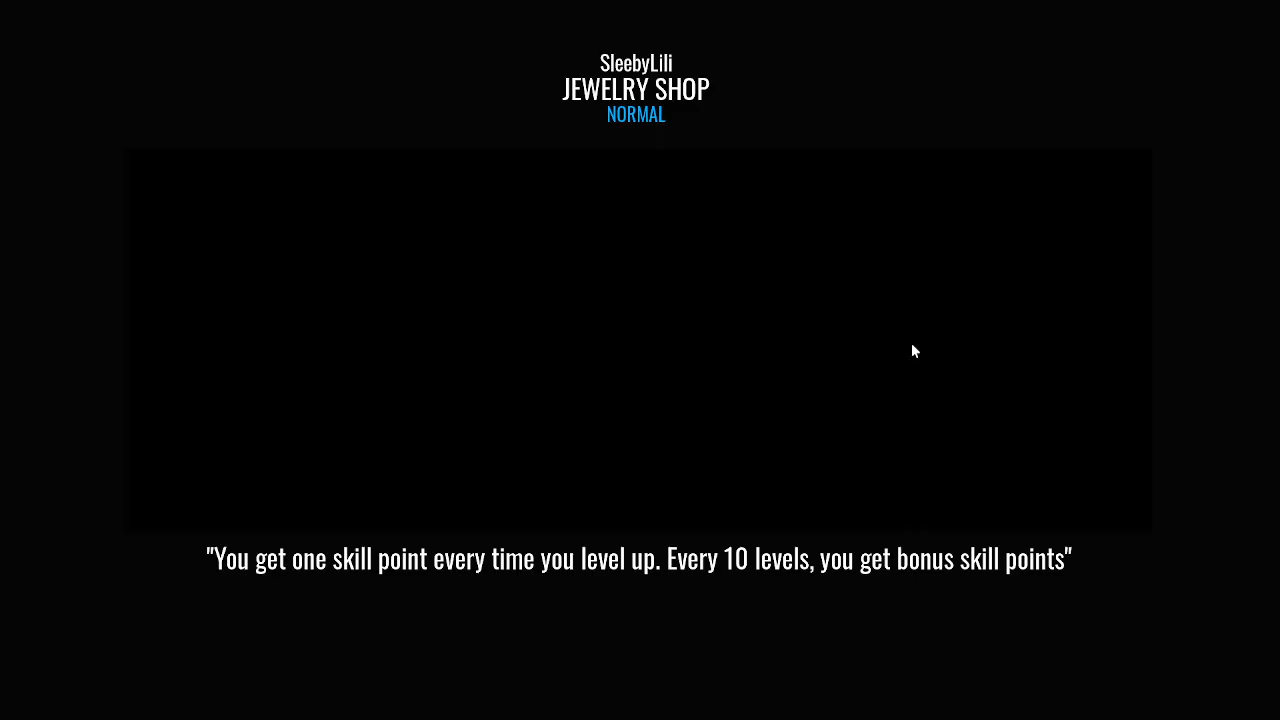 SleebyLili
JEWELRY SHOP
NORMAL
"You get one skill point every time you level up. Every 10 levels, you get bonus skill points"